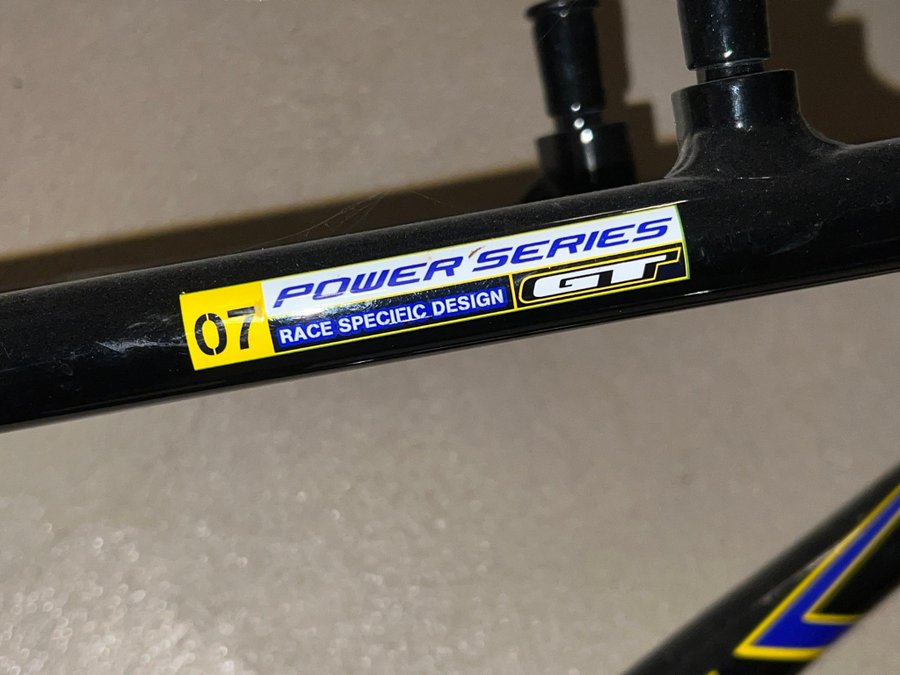 07
POWER SERIES
RACE SPECIFIC DESIGN
GT